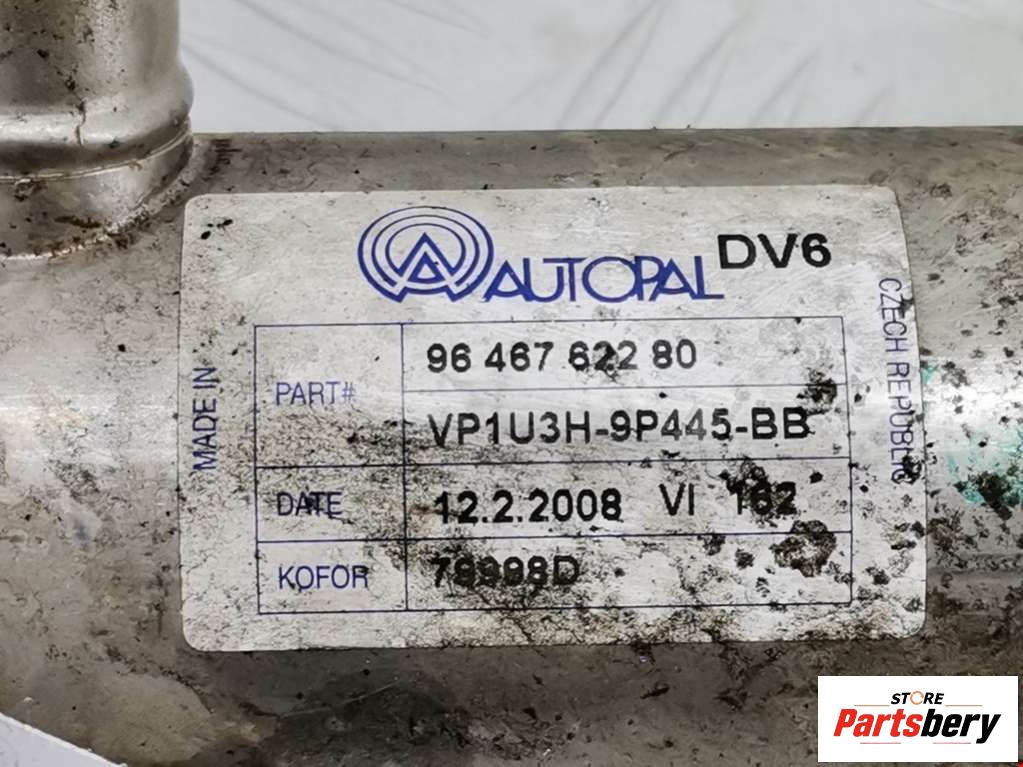 AUTOPAL DV6
MADE IN
CZECH REPUBLIC
PART# 96 467 622 80
VP1U3H-9P445-BB
DATE 12.2.2008 VI 162
KOFOR 79998D
STORE
Partsbery